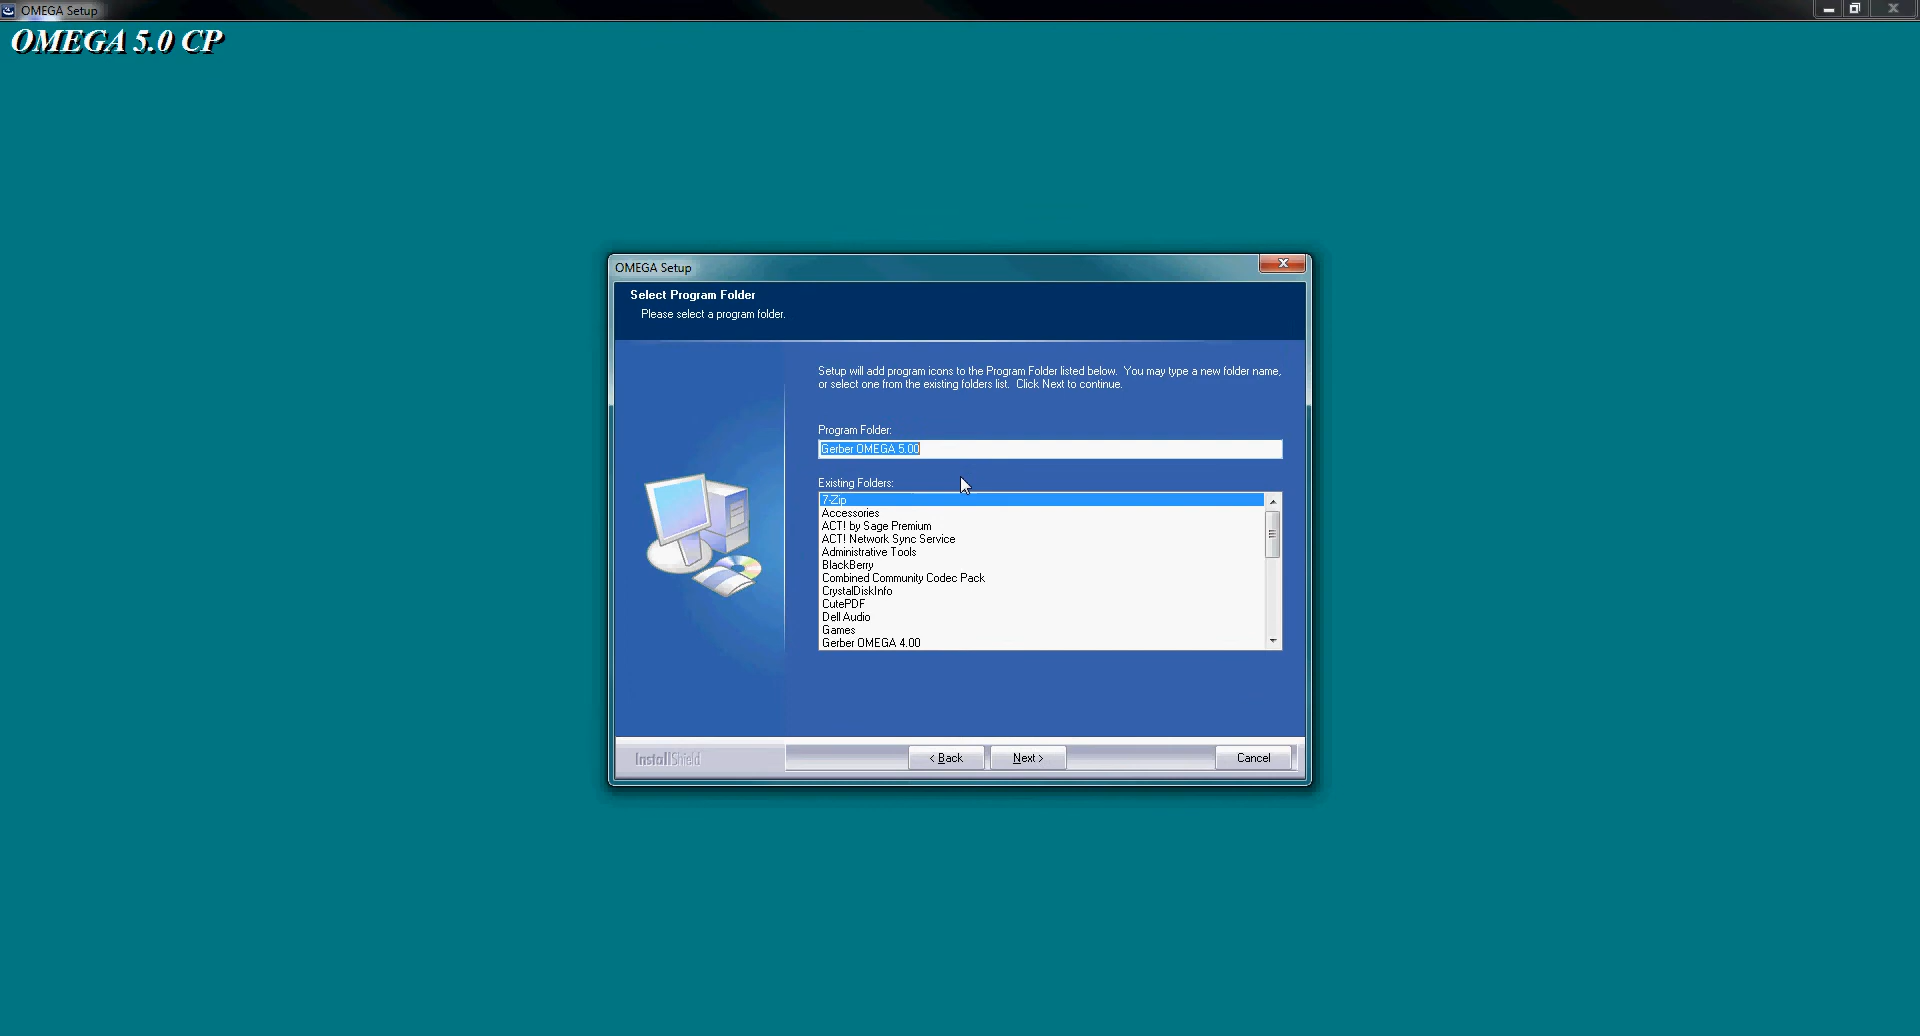 OMEGA Setup
OMEGA 5.0 CP
OMEGA Setup
Select Program Folder
Please select a program folder.
Setup will add program icons to the Program Folder listed below.  You may type a new folder name,
or select one from the existing folders list.  Click Next to continue.
Program Folder:
Gerber OMEGA 5.00
Existing Folders:
7-Zip
Accessories
ACT! by Sage Premium
ACT! Network Sync Service
Administrative Tools
BlackBerry
Combined Community Codec Pack
CrystalDiskInfo
CutePDF
Dell Audio
Games
Gerber OMEGA 4.00
InstallShield
< Back
Next >
Cancel